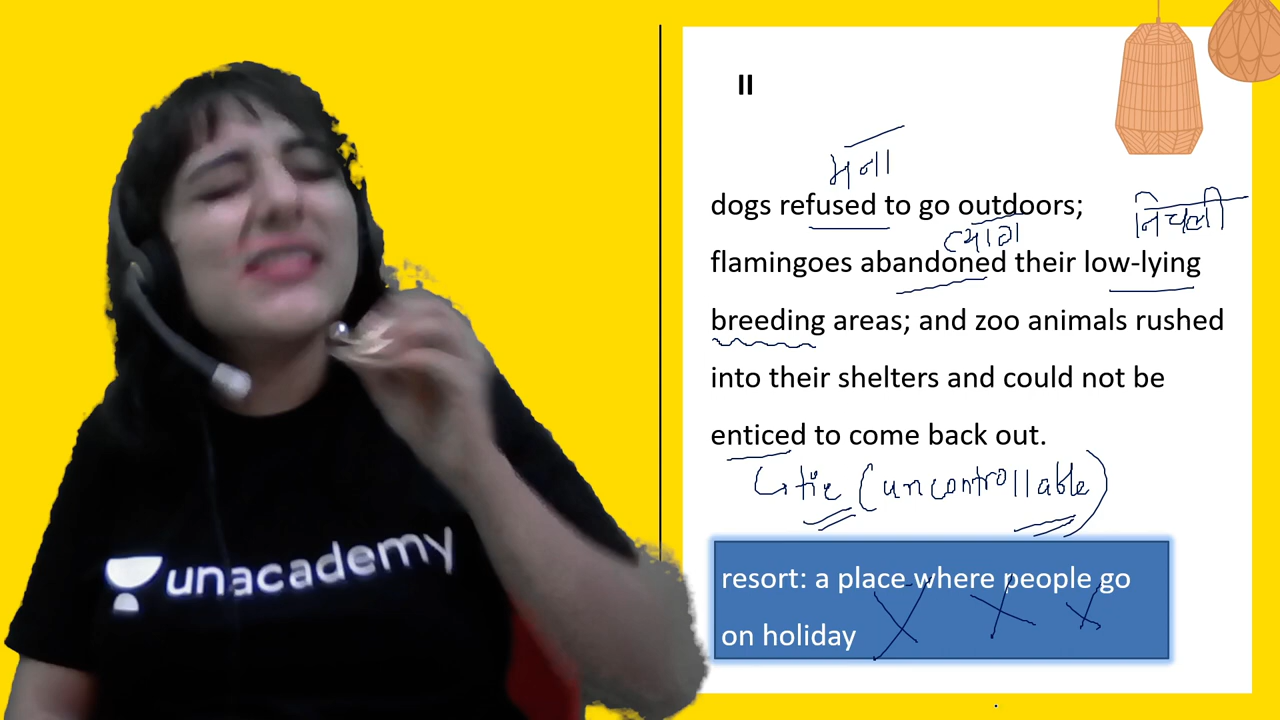 II
मना
dogs refused to go outdoors;
निचली
त्याग
flamingoes abandoned their low-lying
breeding areas; and zoo animals rushed
into their shelters and could not be
enticed to come back out.
tie (uncontrollable)
resort: a place where people go
on holiday
unacademy